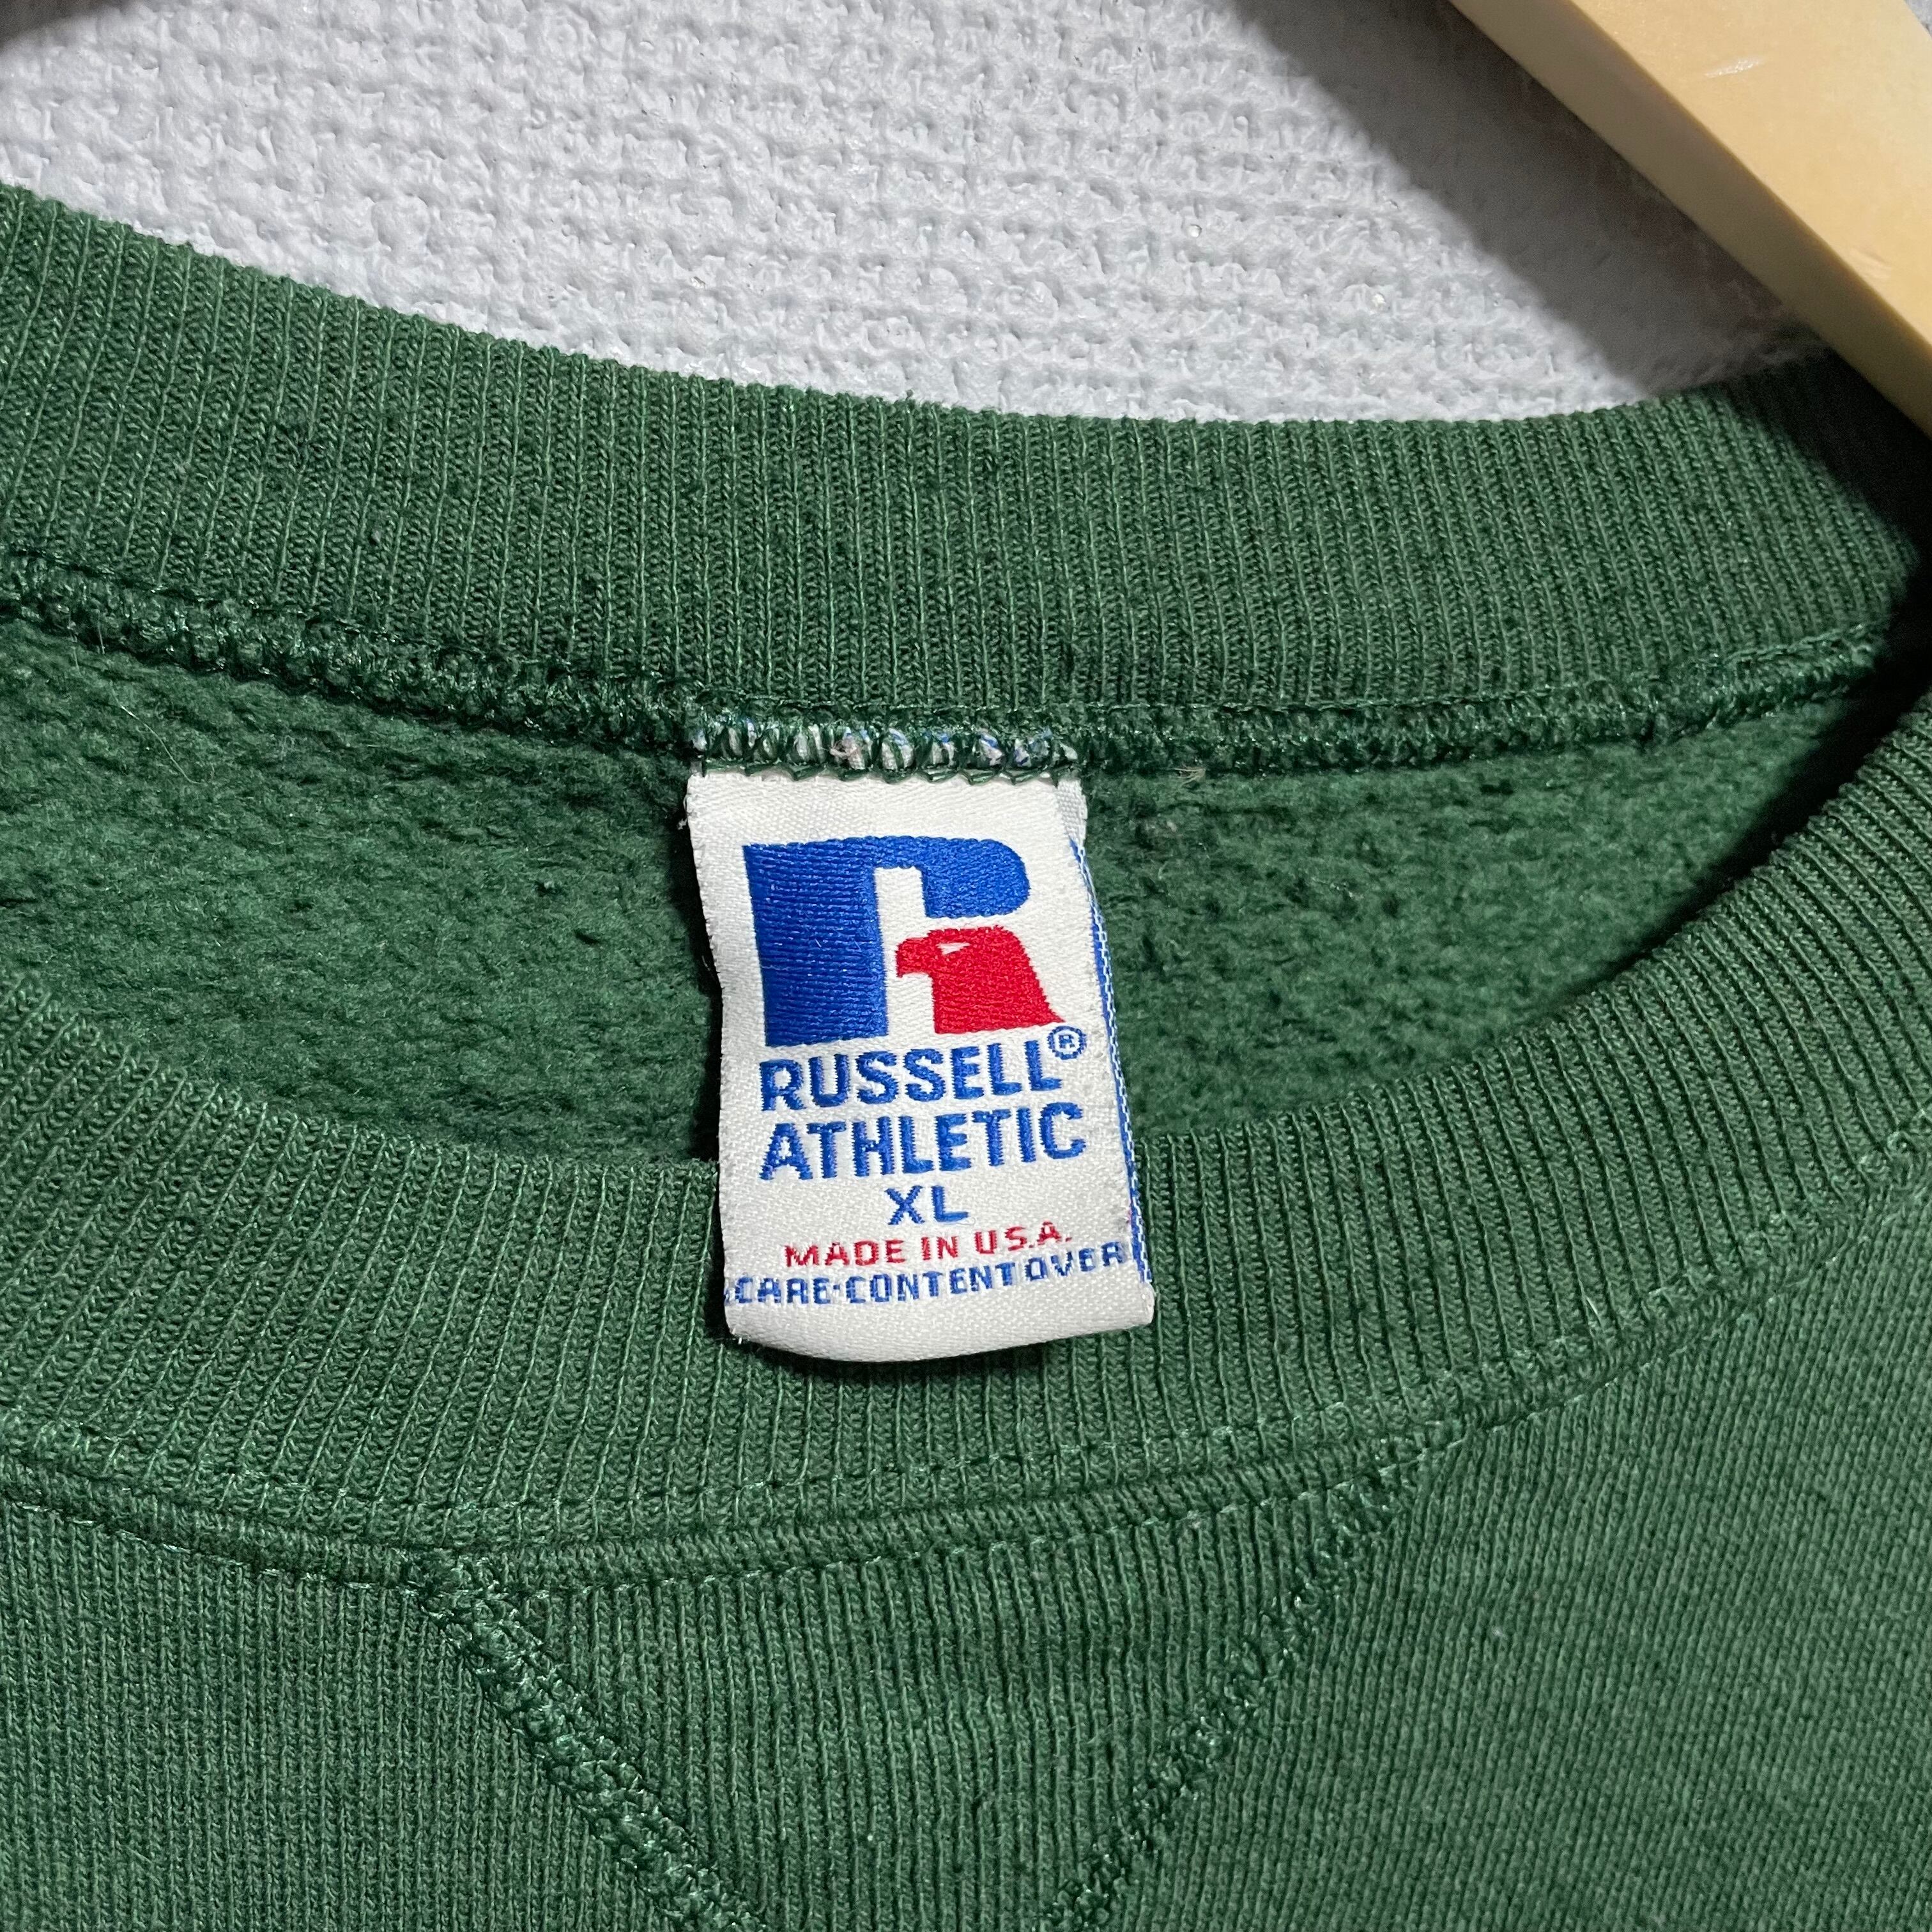 RUSSELL®
ATHLETIC
XL
MADE IN U.S.A.
CARE·CONTENT OVER